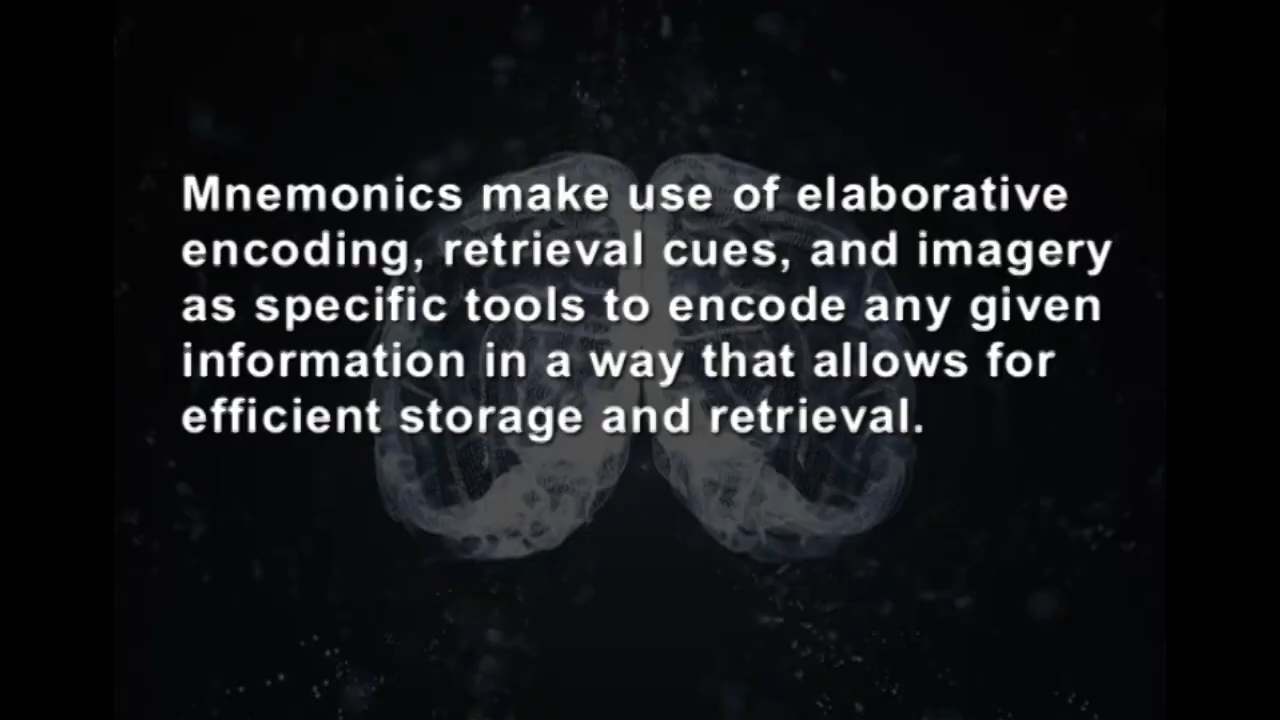 Mnemonics make use of elaborative
encoding, retrieval cues, and imagery
as specific tools to encode any given
information in a way that allows for
efficient storage and retrieval.